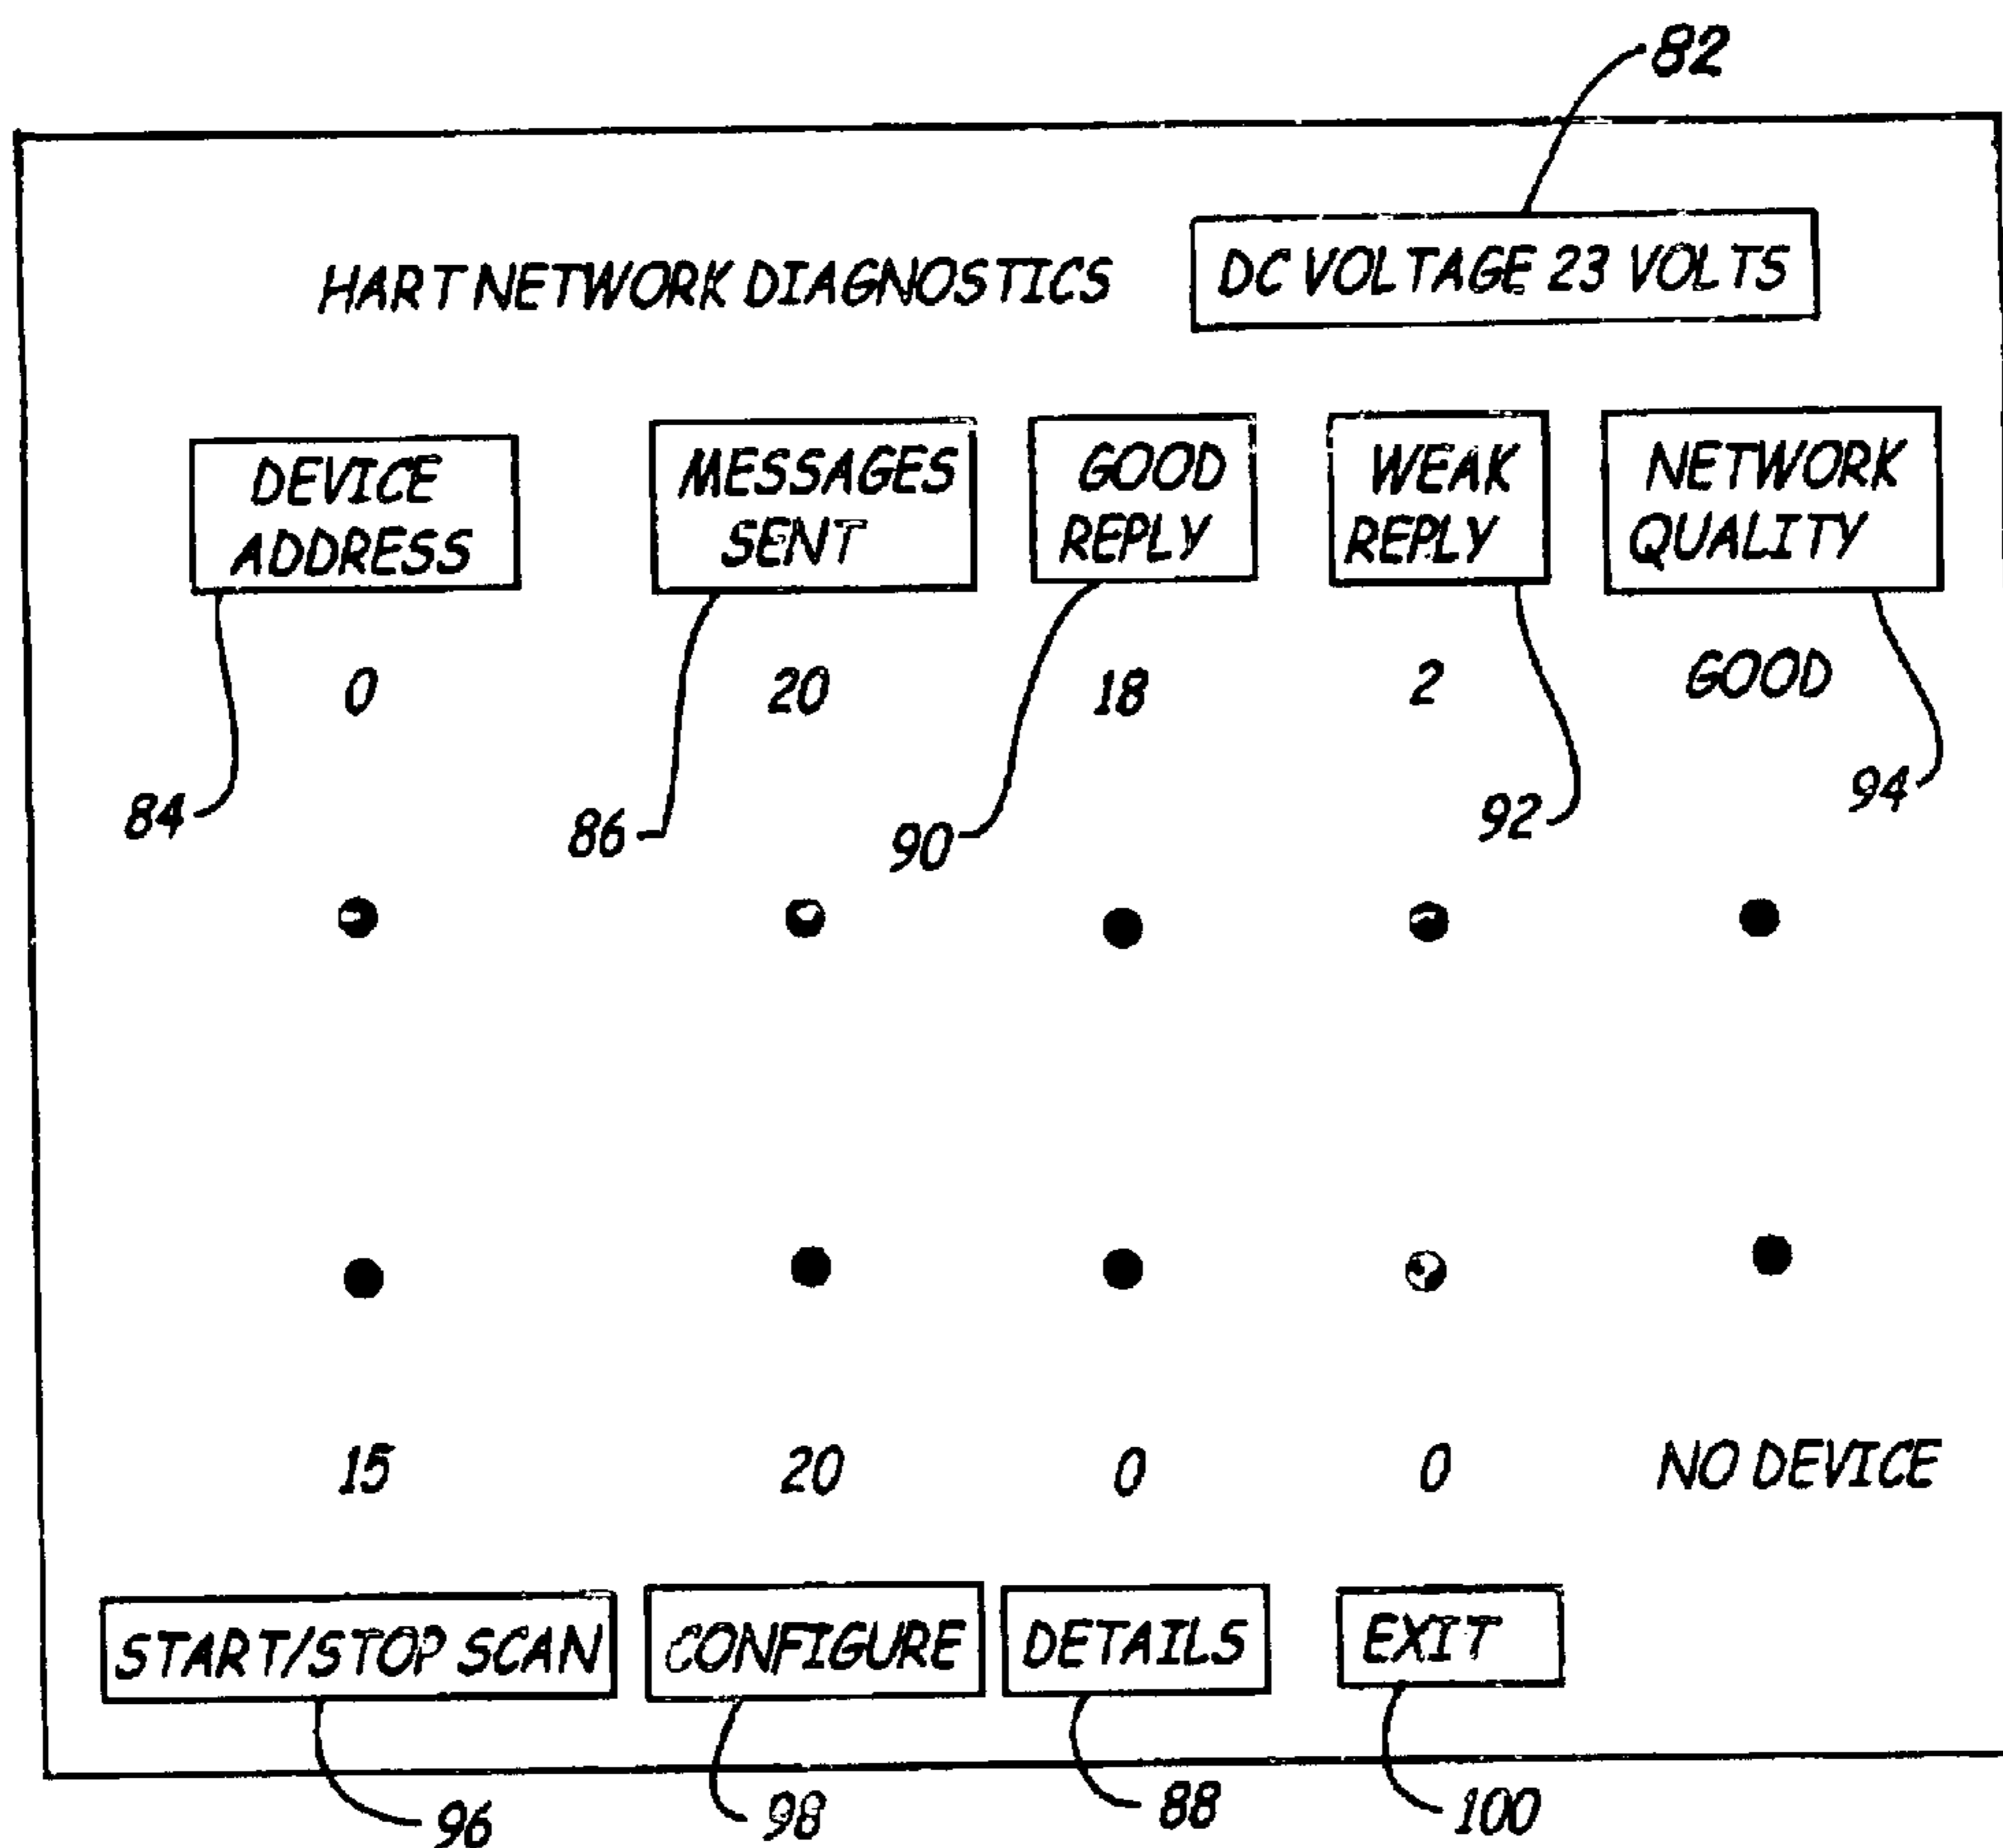 82
HART NETWORK DIAGNOSTICS
DC VOLTAGE 23 VOLTS
DEVICE ADDRESS
MESSAGES SENT
GOOD REPLY
WEAK REPLY
NETWORK QUALITY
0 20 18 2 GOOD
84 86 90 92 94
15 20 0 0 NO DEVICE
START/STOP SCAN
CONFIGURE
DETAILS
EXIT
96 98 88 100